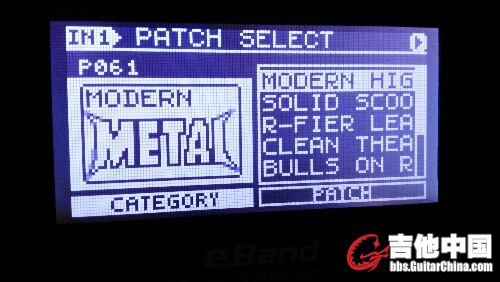 IN1 PATCH SELECT
P061
MODERN
METAL
CATEGORY
MODERN HIG
SOLID SCOO
R-FIER LEA
CLEAN THEA
BULLS ON R
PATCH
eBand
吉他中国
bbs.GuitarChina.com